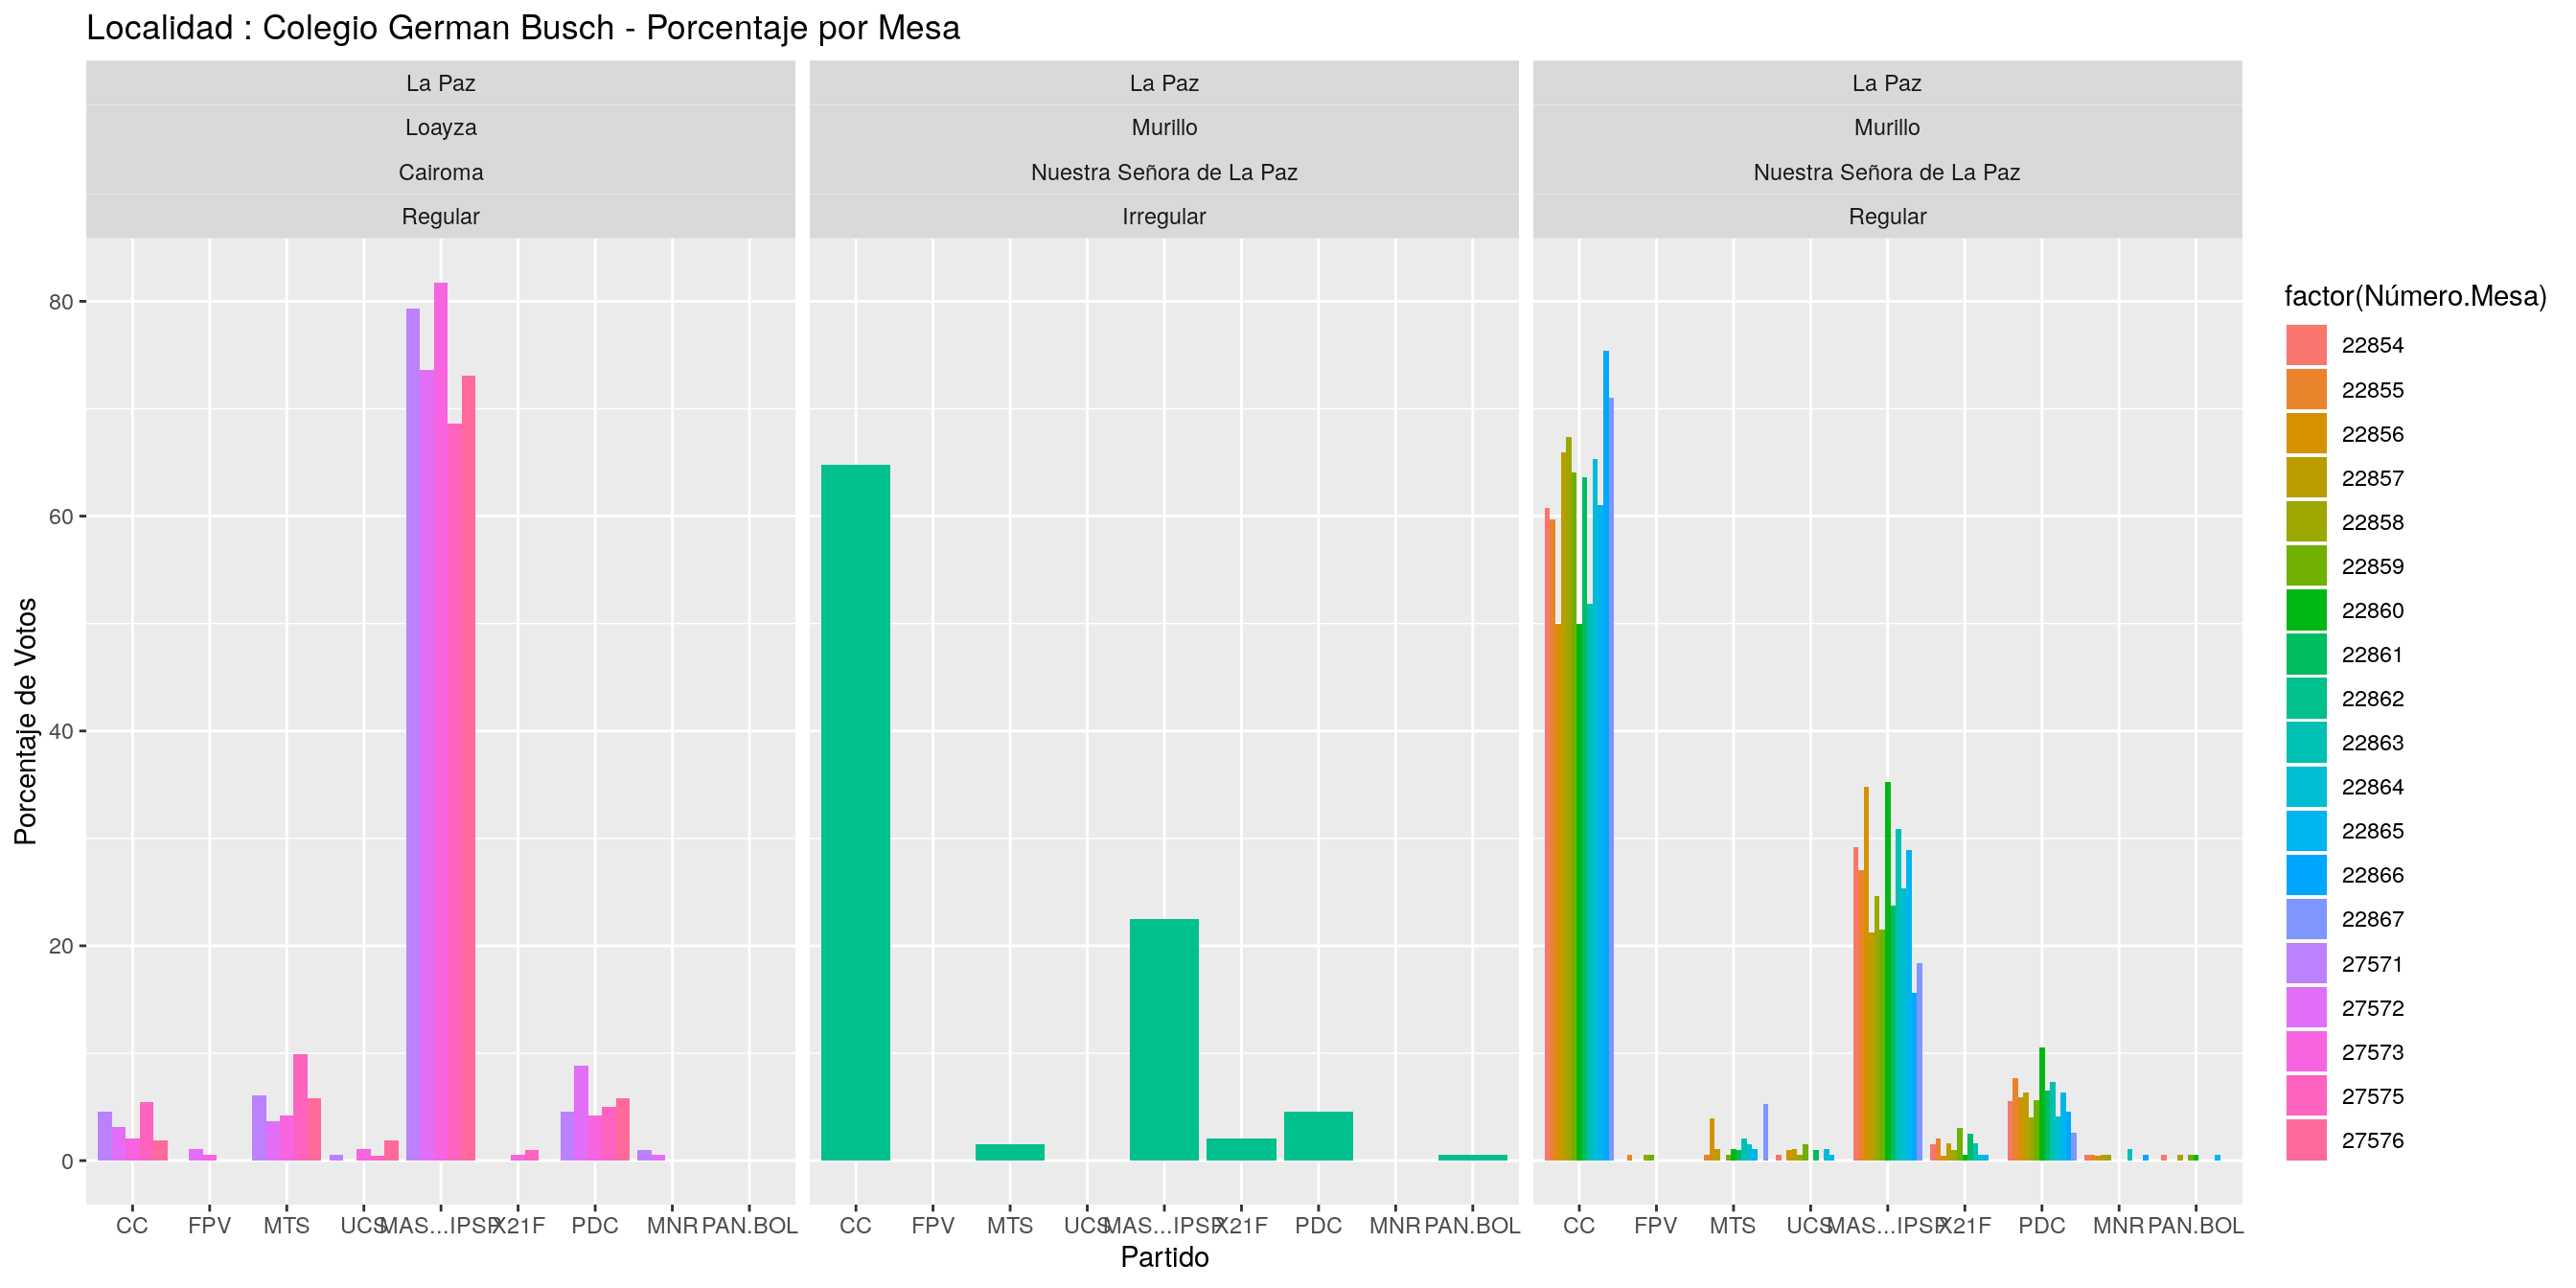 Localidad : Colegio German Busch - Porcentaje por Mesa
La Paz
Loayza
Cairoma
Regular
La Paz
Murillo
Nuestra Señora de La Paz
Irregular
La Paz
Murillo
Nuestra Señora de La Paz
Regular
Porcentaje de Votos
80
60
40
20
0
CC FPV MTS UCS MAS...IPSP X21F PDC MNR PAN.BOL
CC FPV MTS UCS MAS...IPSP X21F PDC MNR PAN.BOL
CC FPV MTS UCS MAS...IPSP X21F PDC MNR PAN.BOL
Partido
factor(Número.Mesa)
22854
22855
22856
22857
22858
22859
22860
22861
22862
22863
22864
22865
22866
22867
27571
27572
27573
27575
27576